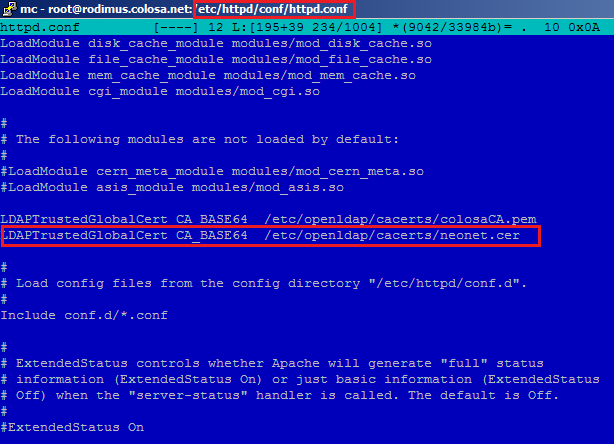 mc - root@rodimus.colosa.net: /etc/httpd/conf/httpd.conf
httpd.conf [----] 12 L:[195+39 234/1004] *(9042/33984b)= . 10 0x0A
LoadModule disk_cache_module modules/mod_disk_cache.so
LoadModule file_cache_module modules/mod_file_cache.so
LoadModule mem_cache_module modules/mod_mem_cache.so
LoadModule cgi_module modules/mod_cgi.so
#
# The following modules are not loaded by default:
#
#LoadModule cern_meta_module modules/mod_cern_meta.so
#LoadModule asis_module modules/mod_asis.so
LDAPTrustedGlobalCert CA_BASE64 /etc/openldap/cacerts/colosaCA.pem
LDAPTrustedGlobalCert CA_BASE64 /etc/openldap/cacerts/neonet.cer
#
# Load config files from the config directory "/etc/httpd/conf.d".
#
Include conf.d/*.conf
#
# ExtendedStatus controls whether Apache will generate "full" status
# information (ExtendedStatus On) or just basic information (ExtendedStatus
# Off) when the "server-status" handler is called. The default is Off.
#
#ExtendedStatus On